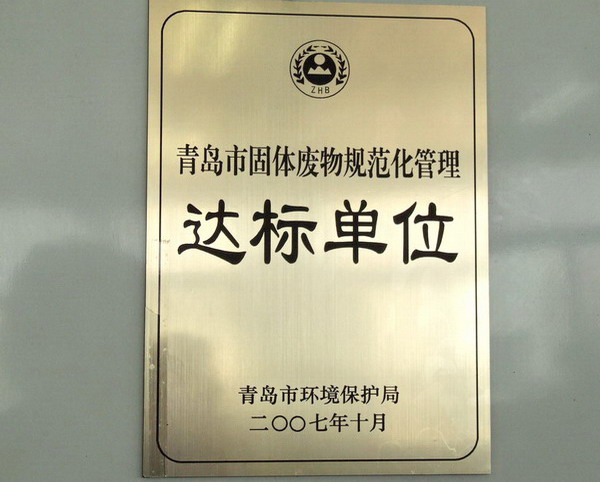 ZHB
青岛市固体废物规范化管理
达标单位
青岛市环境保护局
二〇〇七年十月